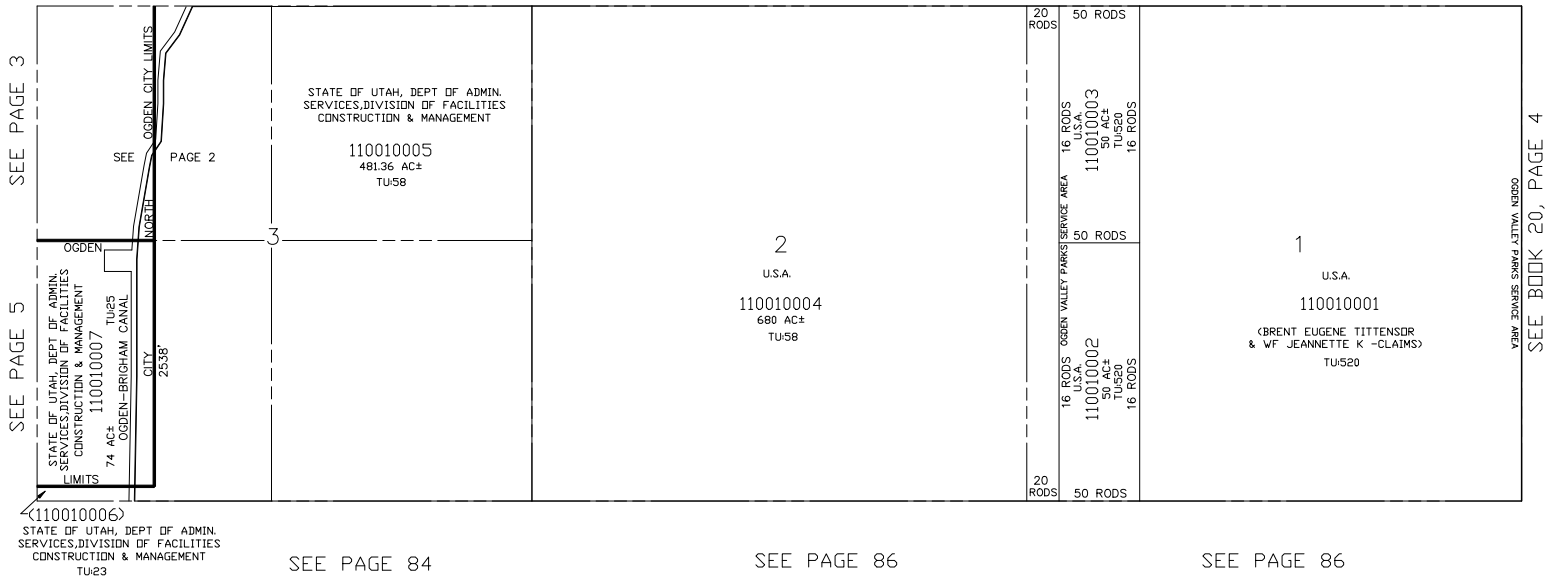 SEE PAGE 3
SEE PAGE 5
OGDEN CITY LIMITS
NORTH
SEE PAGE 2
STATE OF UTAH, DEPT OF ADMIN.
SERVICES,DIVISION OF FACILITIES
CONSTRUCTION & MANAGEMENT
110010005
481.36 AC±
TU:58
3
OGDEN
CITY
LIMITS
2538'
STATE OF UTAH, DEPT OF ADMIN.
SERVICES,DIVISION OF FACILITIES
CONSTRUCTION & MANAGEMENT
110010007
74 AC±
TU:25
OGDEN-BRIGHAM CANAL
(110010006)
STATE OF UTAH, DEPT OF ADMIN.
SERVICES,DIVISION OF FACILITIES
CONSTRUCTION & MANAGEMENT
TU:23
2
U.S.A.
110010004
680 AC±
TU:58
20
RODS
50 RODS
16 RODS
U.S.A.
110010003
50 AC±
TU:520
16 RODS
OGDEN VALLEY PARKS SERVICE AREA
50 RODS
16 RODS
U.S.A.
110010002
50 AC±
TU:520
16 RODS
20
RODS
50 RODS
1
U.S.A.
110010001
(BRENT EUGENE TITTENSOR
& WF JEANNETTE K -CLAIMS)
TU:520
OGDEN VALLEY PARKS SERVICE AREA
SEE BOOK 20, PAGE 4
SEE PAGE 84
SEE PAGE 86
SEE PAGE 86